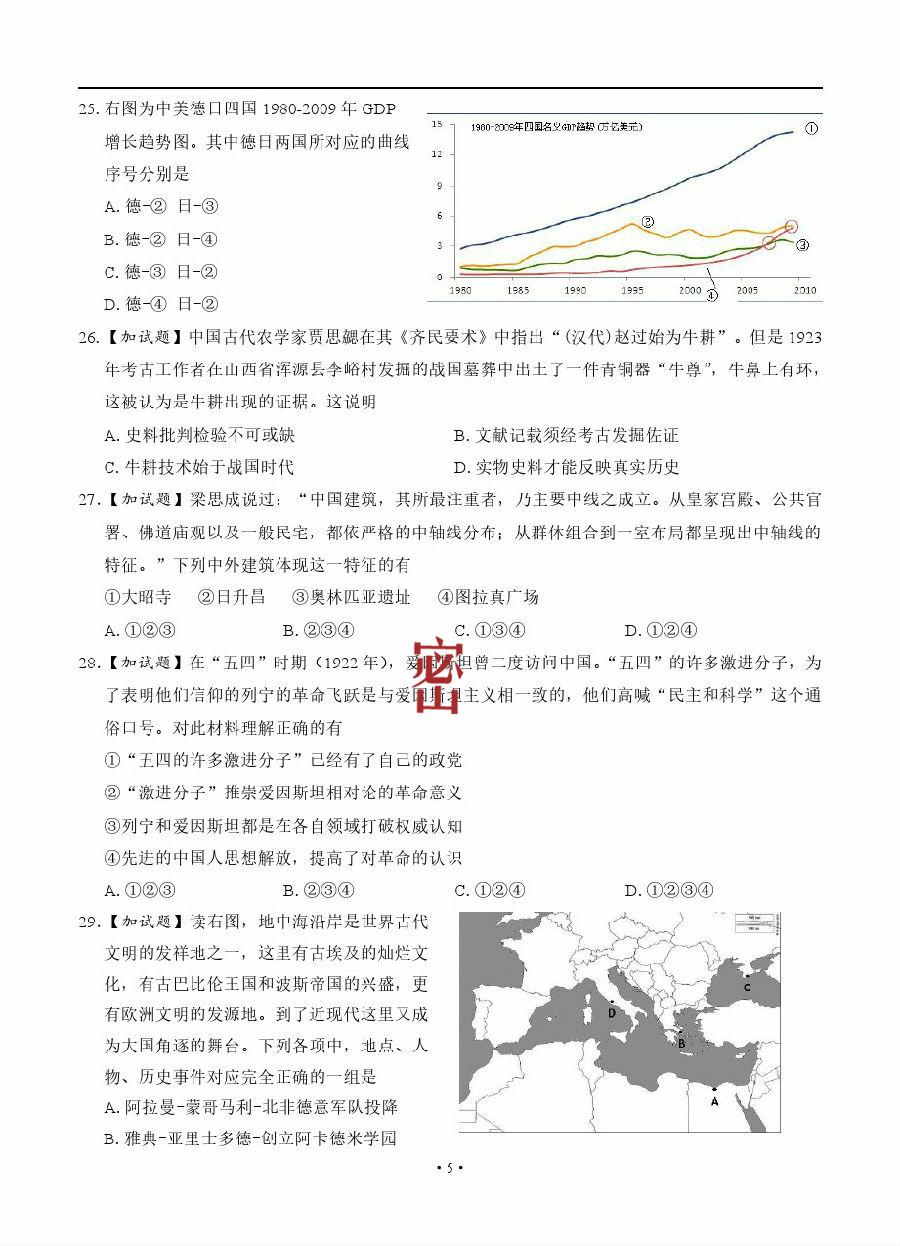 25. 右图为中美德日四国 1980-2009 年 GDP
增长趋势图。其中德日两国所对应的曲线
序号分别是
A. 德-② 日-③
B. 德-② 日-④
C. 德-③ 日-②
D. 德-④ 日-②
1980-2009年四国名义GDP趋势 (万亿美元)
15
12
9
6
3
0
1980 1985 1990 1995 2000 2005 2010
①
②
③
④
26.【加试题】中国古代农学家贾思勰在其《齐民要术》中指出“(汉代)赵过始为牛耕”。但是 1923
年考古工作者在山西省浑源县李峪村发掘的战国墓葬中出土了一件青铜器“牛尊”，牛鼻上有环，
这被认为是牛耕出现的证据。这说明
A. 史料批判检验不可或缺 B. 文献记载须经考古发掘佐证
C. 牛耕技术始于战国时代 D. 实物史料才能反映真实历史
27.【加试题】梁思成说过：“中国建筑，其所最注重者，乃主要中线之成立。从皇家宫殿、公共官
署、佛道庙观以及一般民宅，都依严格的中轴线分布；从群体组合到一室布局都呈现出中轴线的
特征。”下列中外建筑体现这一特征的有
①大昭寺 ②日升昌 ③奥林匹亚遗址 ④图拉真广场
A. ①②③ B. ②③④ C. ①③④ D. ①②④
28.【加试题】在“五四”时期（1922 年），爱因斯坦曾二度访问中国。“五四”的许多激进分子，为
了表明他们信仰的列宁的革命飞跃是与爱因斯坦主义相一致的，他们高喊“民主和科学”这个通
俗口号。对此材料理解正确的有
①“五四的许多激进分子”已经有了自己的政党
②“激进分子”推崇爱因斯坦相对论的革命意义
③列宁和爱因斯坦都是在各自领域打破权威认知
④先进的中国人思想解放，提高了对革命的认识
A. ①②③ B. ②③④ C. ①②④ D. ①②③④
密
29.【加试题】读右图，地中海沿岸是世界古代
文明的发祥地之一，这里有古埃及的灿烂文
化，有古巴比伦王国和波斯帝国的兴盛，更
有欧洲文明的发源地。到了近现代这里又成
为大国角逐的舞台。下列各项中，地点、人
物、历史事件对应完全正确的一组是
A. 阿拉曼-蒙哥马利-北非德意军队投降
B. 雅典-亚里士多德-创立阿卡德米学园
C
D
B
A
• 5 •